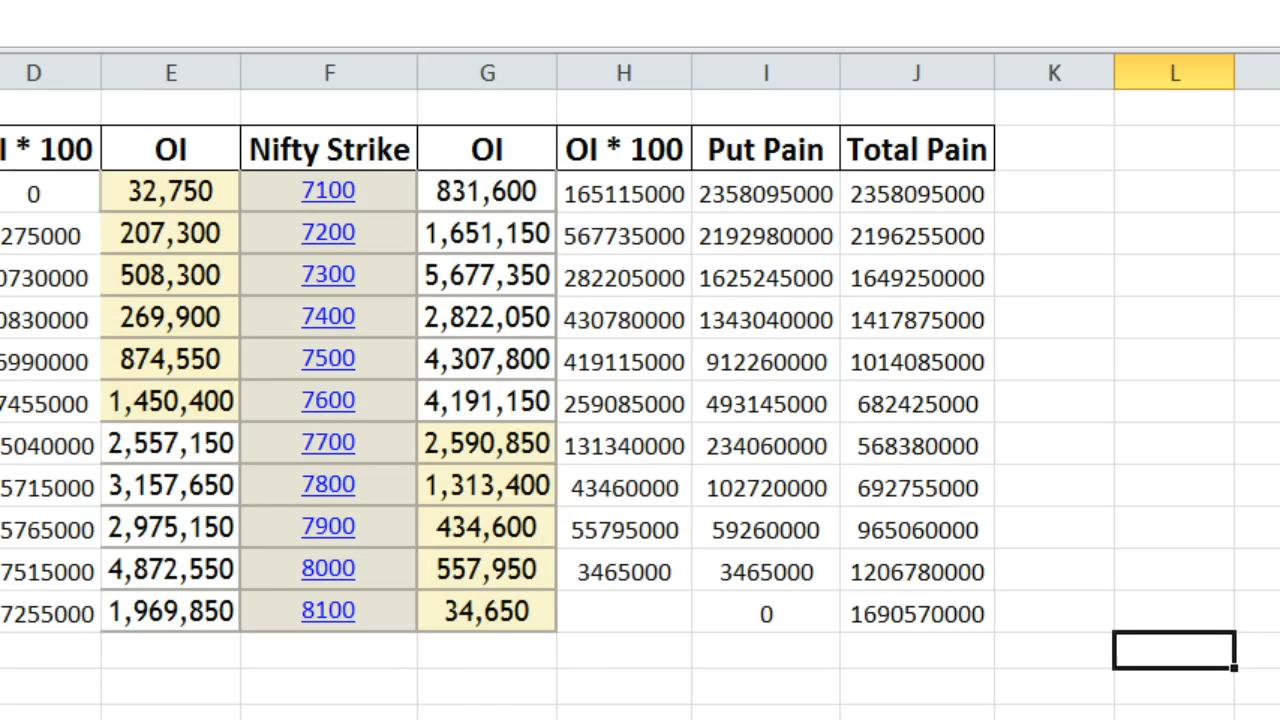 D E F G H I J K L
I * 100 OI Nifty Strike OI OI * 100 Put Pain Total Pain
0 32,750 7100 831,600 165115000 2358095000 2358095000
275000 207,300 7200 1,651,150 567735000 2192980000 2196255000
0730000 508,300 7300 5,677,350 282205000 1625245000 1649250000
0830000 269,900 7400 2,822,050 430780000 1343040000 1417875000
6990000 874,550 7500 4,307,800 419115000 912260000 1014085000
7455000 1,450,400 7600 4,191,150 259085000 493145000 682425000
5040000 2,557,150 7700 2,590,850 131340000 234060000 568380000
5715000 3,157,650 7800 1,313,400 43460000 102720000 692755000
5765000 2,975,150 7900 434,600 55795000 59260000 965060000
7515000 4,872,550 8000 557,950 3465000 3465000 1206780000
7255000 1,969,850 8100 34,650 0 1690570000